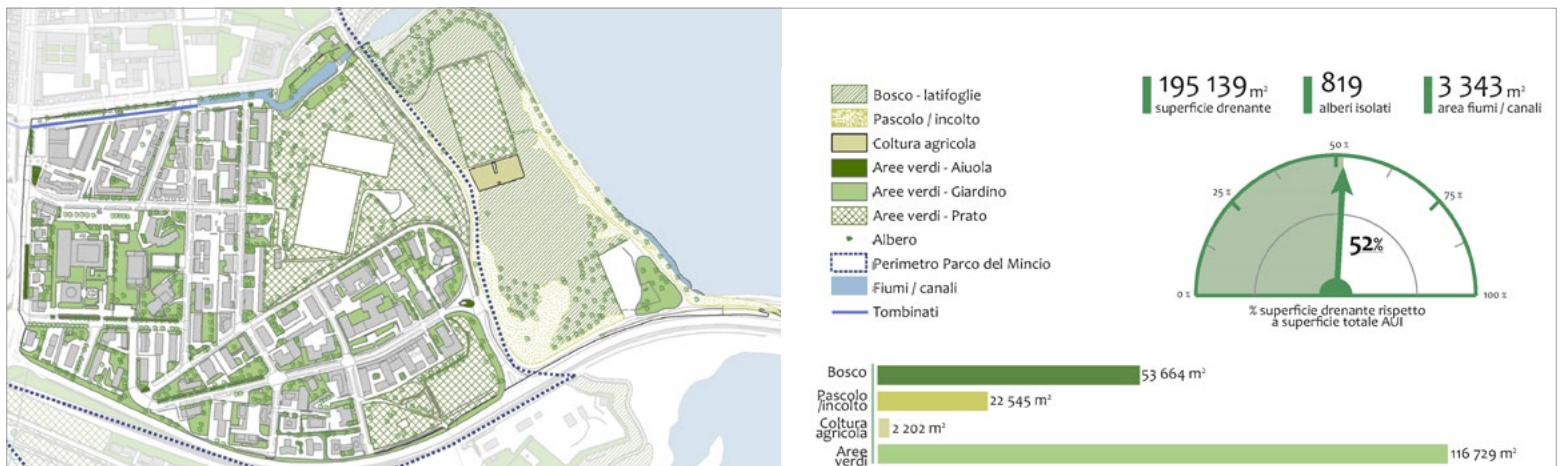 Bosco - latifoglie
Pascolo / incolto
Coltura agricola
Aree verdi - Aiuola
Aree verdi - Giardino
Aree verdi - Prato
Albero
Perimetro Parco del Mincio
Fiumi / canali
Tombinati
195 139 m²
superficie drenante
819
alberi isolati
3 343 m²
area fiumi / canali
0 %
25 %
50 %
75 %
100 %
52%
% superficie drenante rispetto
a superficie totale AUI
Bosco
53 664 m²
Pascolo
/incolto
22 545 m²
Coltura
agricola
2 202 m²
Aree
verdi
116 729 m²